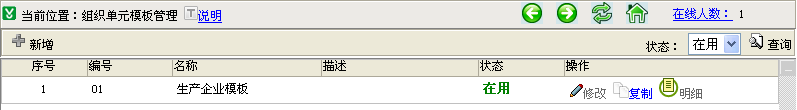 当前位置：组织单元模板管理 T说明 在线人数： 1
新增 状态： 在用 查询
序号 编号 名称 描述 状态 操作
1 01 生产企业模板 在用 修改 复制 明细